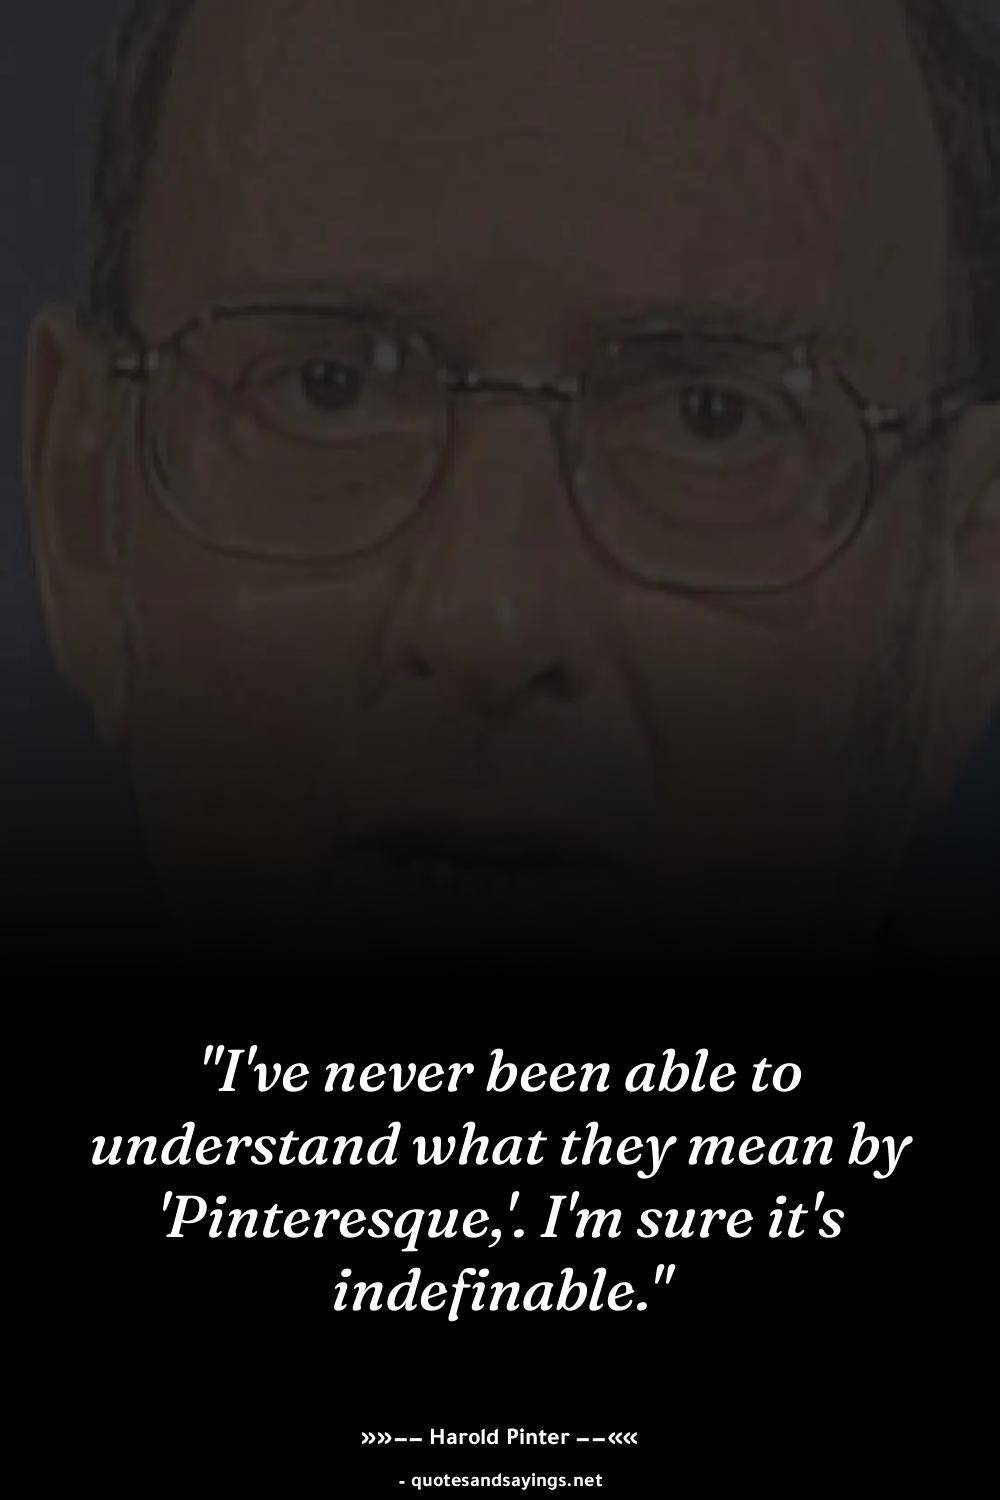 "I've never been able to
understand what they mean by
'Pinteresque,'. I'm sure it's
indefinable."
»»−− Harold Pinter −−««
- quotesandsayings.net